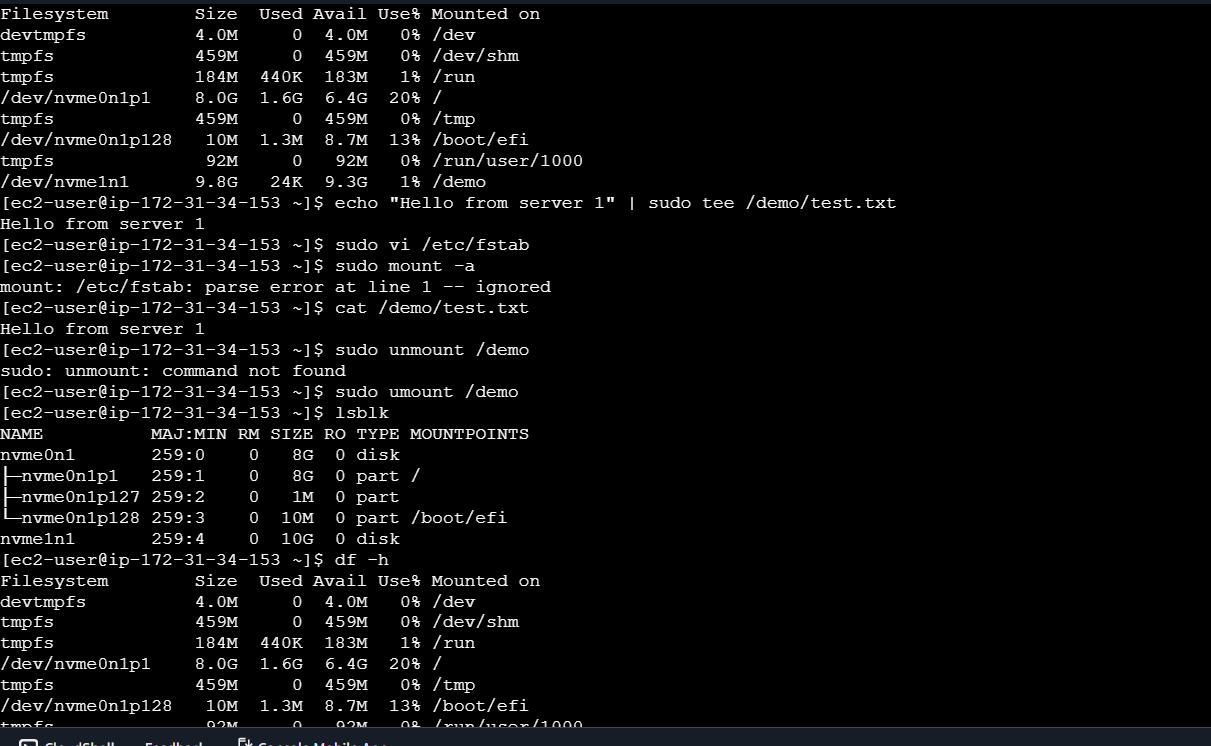 Filesystem        Size  Used Avail Use% Mounted on
devtmpfs          4.0M     0  4.0M   0% /dev
tmpfs             459M     0  459M   0% /dev/shm
tmpfs             184M  440K  183M   1% /run
/dev/nvme0n1p1    8.0G  1.6G  6.4G  20% /
tmpfs             459M     0  459M   0% /tmp
/dev/nvme0n1p128   10M  1.3M  8.7M  13% /boot/efi
tmpfs              92M     0   92M   0% /run/user/1000
/dev/nvme1n1      9.8G   24K  9.3G   1% /demo
[ec2-user@ip-172-31-34-153 ~]$ echo "Hello from server 1" | sudo tee /demo/test.txt
Hello from server 1
[ec2-user@ip-172-31-34-153 ~]$ sudo vi /etc/fstab
[ec2-user@ip-172-31-34-153 ~]$ sudo mount -a
mount: /etc/fstab: parse error at line 1 -- ignored
[ec2-user@ip-172-31-34-153 ~]$ cat /demo/test.txt
Hello from server 1
[ec2-user@ip-172-31-34-153 ~]$ sudo unmount /demo
sudo: unmount: command not found
[ec2-user@ip-172-31-34-153 ~]$ sudo umount /demo
[ec2-user@ip-172-31-34-153 ~]$ lsblk
NAME          MAJ:MIN RM SIZE RO TYPE MOUNTPOINTS
nvme0n1       259:0    0   8G  0 disk
├─nvme0n1p1   259:1    0   8G  0 part /
├─nvme0n1p127 259:2    0   1M  0 part
└─nvme0n1p128 259:3    0  10M  0 part /boot/efi
nvme1n1       259:4    0  10G  0 disk
[ec2-user@ip-172-31-34-153 ~]$ df -h
Filesystem        Size  Used Avail Use% Mounted on
devtmpfs          4.0M     0  4.0M   0% /dev
tmpfs             459M     0  459M   0% /dev/shm
tmpfs             184M  440K  183M   1% /run
/dev/nvme0n1p1    8.0G  1.6G  6.4G  20% /
tmpfs             459M     0  459M   0% /tmp
/dev/nvme0n1p128   10M  1.3M  8.7M  13% /boot/efi
tmpfs              92M     0   92M   0% /run/user/1000
CloudShell Feedback Console Mobile App